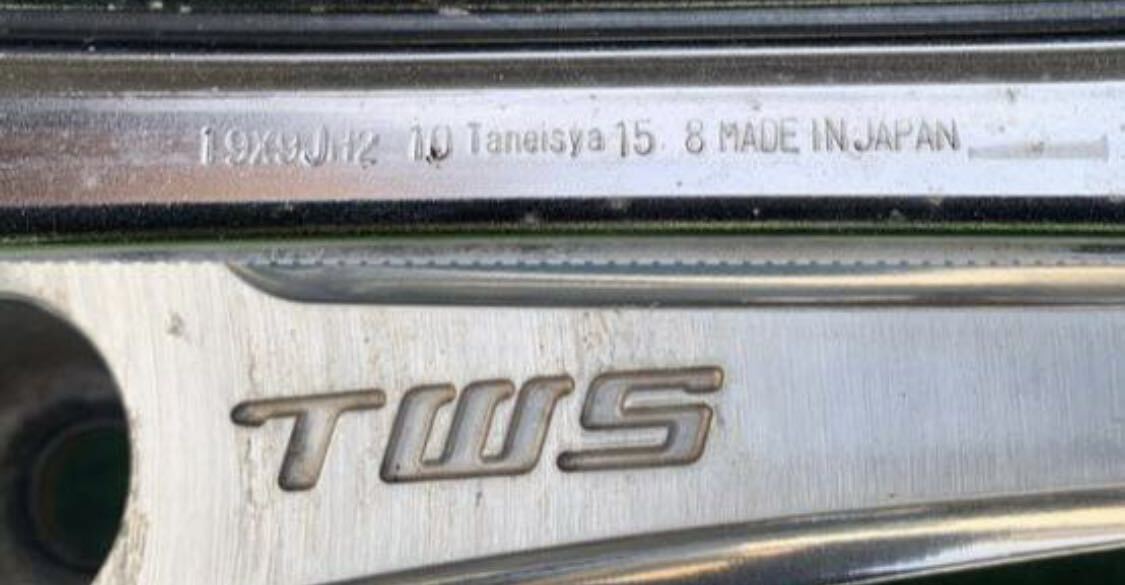 19X9JH2 10 Taneisya 15 8 MADE IN JAPAN
TWS